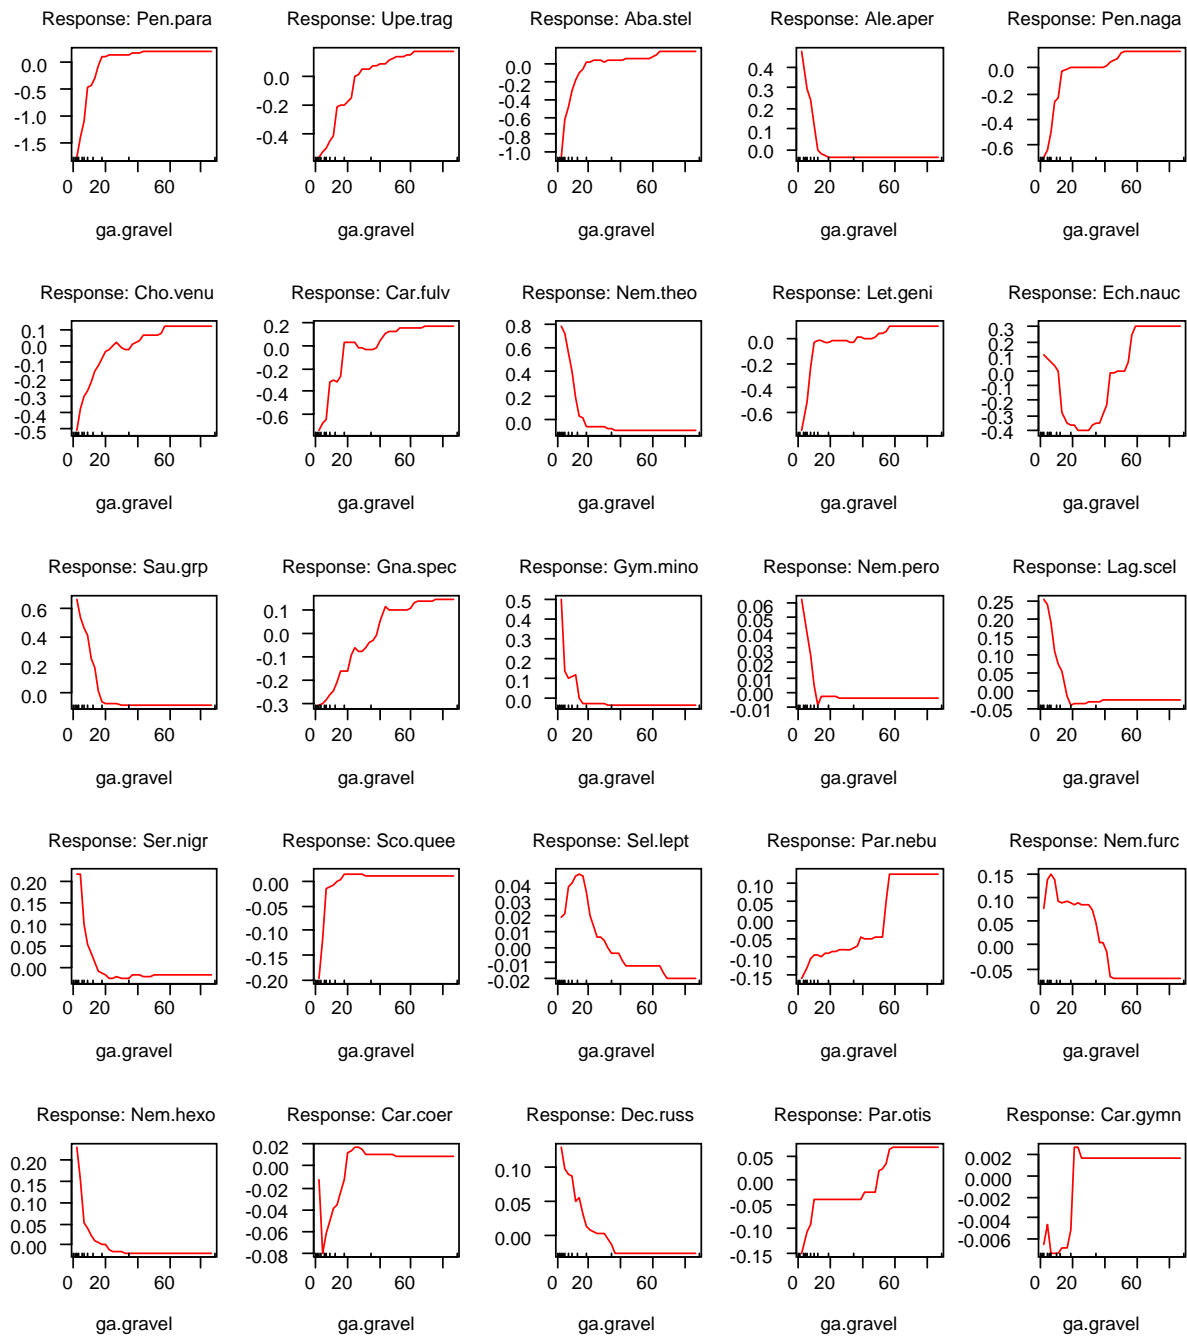 Response: Pen.para Response: Upe.trag Response: Aba.stel Response: Ale.aper Response: Pen.naga
0.0 -0.5 -1.0 -1.5 0.0 -0.2 -0.4 0.0 -0.2 -0.4 -0.6 -0.8 -1.0 0.4 0.3 0.2 0.1 0.0 0.0 -0.2 -0.4 -0.6
0 20 60 0 20 60 0 20 60 0 20 60 0 20 60
ga.gravel ga.gravel ga.gravel ga.gravel ga.gravel
Response: Cho.venu Response: Car.fulv Response: Nem.theo Response: Let.geni Response: Ech.nauc
0.1 0.0 -0.1 -0.2 -0.3 -0.4 -0.5 0.2 0.0 -0.2 -0.4 -0.6 0.8 0.6 0.4 0.2 0.0 0.0 -0.2 -0.4 -0.6 0.3 0.2 0.1 0.0 -0.1 -0.2 -0.3 -0.4
0 20 60 0 20 60 0 20 60 0 20 60 0 20 60
ga.gravel ga.gravel ga.gravel ga.gravel ga.gravel
Response: Sau.grp Response: Gna.spec Response: Gym.mino Response: Nem.pero Response: Lag.scel
0.6 0.4 0.2 0.0 0.1 0.0 -0.1 -0.2 -0.3 0.5 0.4 0.3 0.2 0.1 0.0 0.06 0.05 0.04 0.03 0.02 0.01 0.00 -0.01 0.25 0.20 0.15 0.10 0.05 0.00 -0.05
0 20 60 0 20 60 0 20 60 0 20 60 0 20 60
ga.gravel ga.gravel ga.gravel ga.gravel ga.gravel
Response: Ser.nigr Response: Sco.quee Response: Sel.lept Response: Par.nebu Response: Nem.furc
0.20 0.15 0.10 0.05 0.00 0.00 -0.05 -0.10 -0.15 -0.20 0.04 0.03 0.02 0.01 0.00 -0.01 -0.02 0.10 0.05 0.00 -0.05 -0.10 -0.15 0.15 0.10 0.05 0.00 -0.05
0 20 60 0 20 60 0 20 60 0 20 60 0 20 60
ga.gravel ga.gravel ga.gravel ga.gravel ga.gravel
Response: Nem.hexo Response: Car.coer Response: Dec.russ Response: Par.otis Response: Car.gymn
0.20 0.15 0.10 0.05 0.00 0.02 0.00 -0.02 -0.04 -0.06 -0.08 0.10 0.05 0.00 0.05 0.00 -0.05 -0.10 -0.15 0.002 0.000 -0.002 -0.004 -0.006
0 20 60 0 20 60 0 20 60 0 20 60 0 20 60
ga.gravel ga.gravel ga.gravel ga.gravel ga.gravel